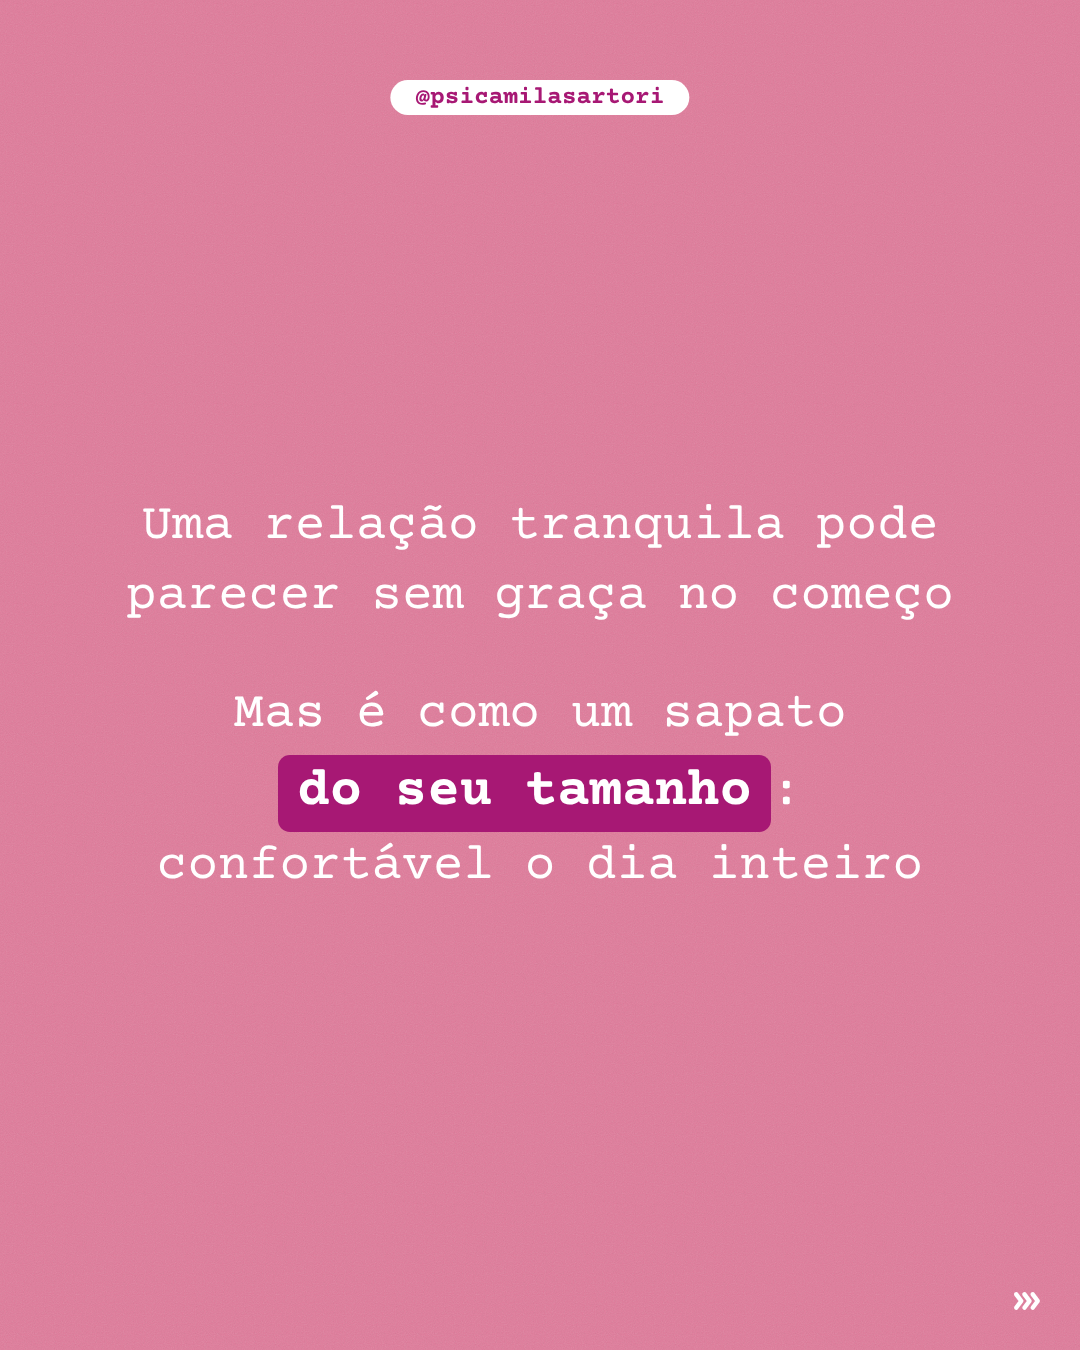 @psicamilasartori
Uma relação tranquila pode
parecer sem graça no começo
Mas é como um sapato
do seu tamanho:
confortável o dia inteiro